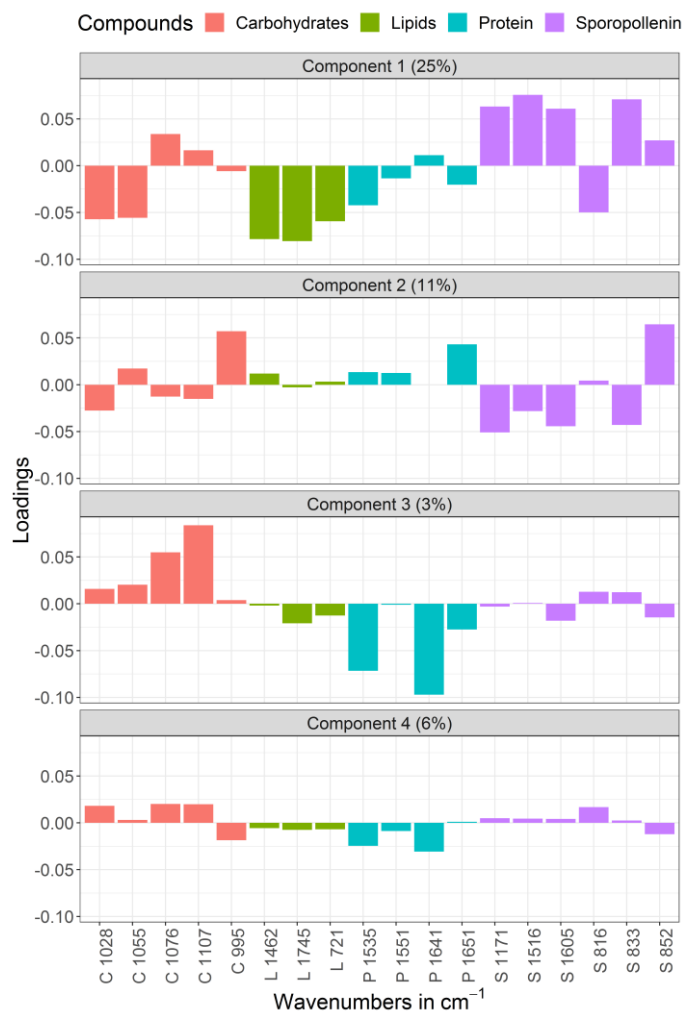 Compounds Carbohydrates Lipids Protein Sporopollenin
Component 1 (25%)
0.05
0.00
-0.05
-0.10
Component 2 (11%)
0.05
0.00
-0.05
-0.10
Component 3 (3%)
0.05
0.00
-0.05
-0.10
Component 4 (6%)
0.05
0.00
-0.05
-0.10
Loadings
C 1028
C 1055
C 1076
C 1107
C 995
L 1462
L 1745
L 721
P 1535
P 1551
P 1641
P 1651
S 1171
S 1516
S 1605
S 816
S 833
S 852
Wavenumbers in cm⁻¹